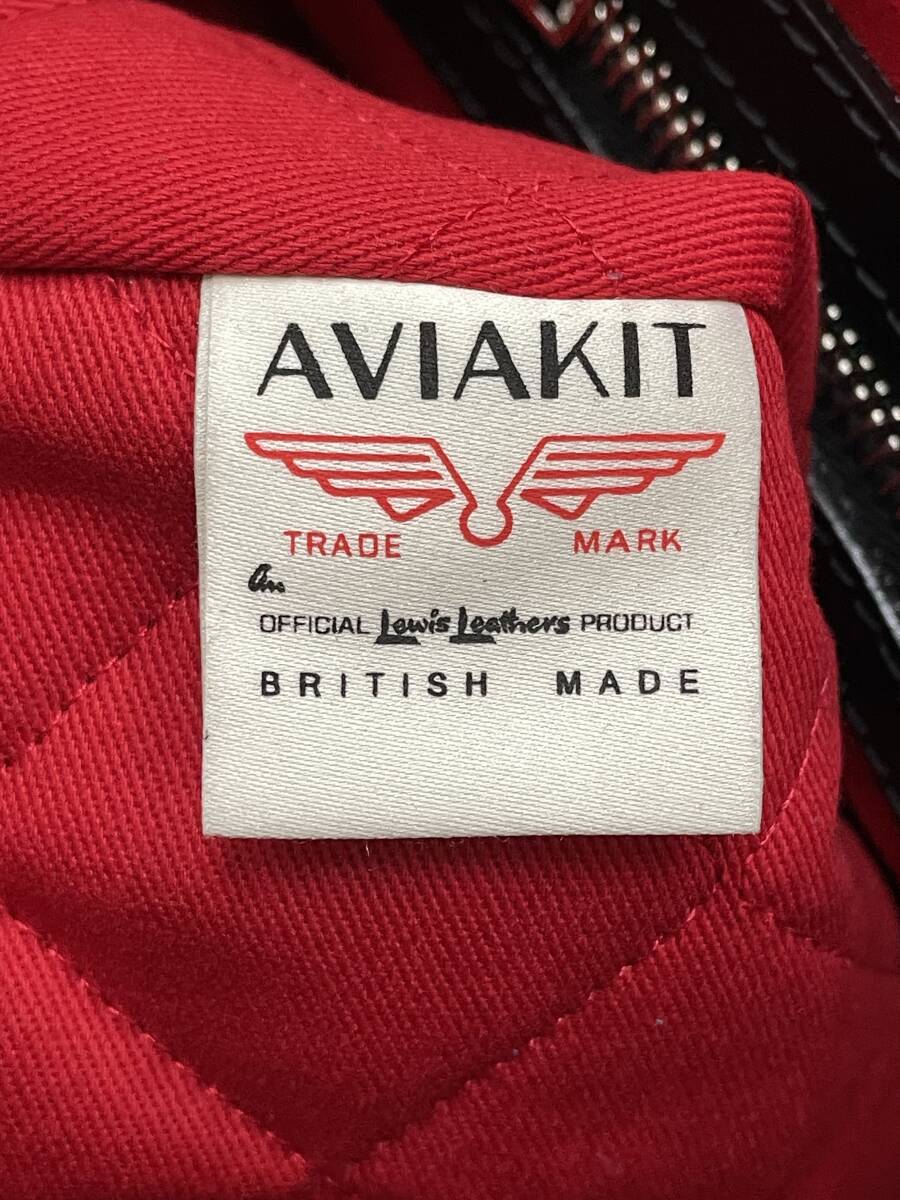 AVIAKIT
TRADE MARK
An
OFFICIAL Lewis Leathers PRODUCT
BRITISH MADE